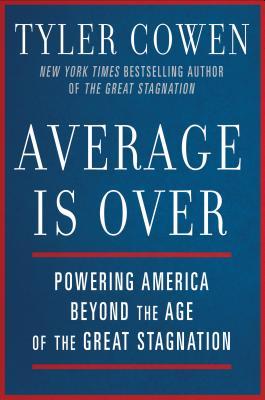 TYLER COWEN
NEW YORK TIMES BESTSELLING AUTHOR
OF THE GREAT STAGNATION
AVERAGE
IS OVER
POWERING AMERICA
BEYOND THE AGE
OF THE GREAT STAGNATION